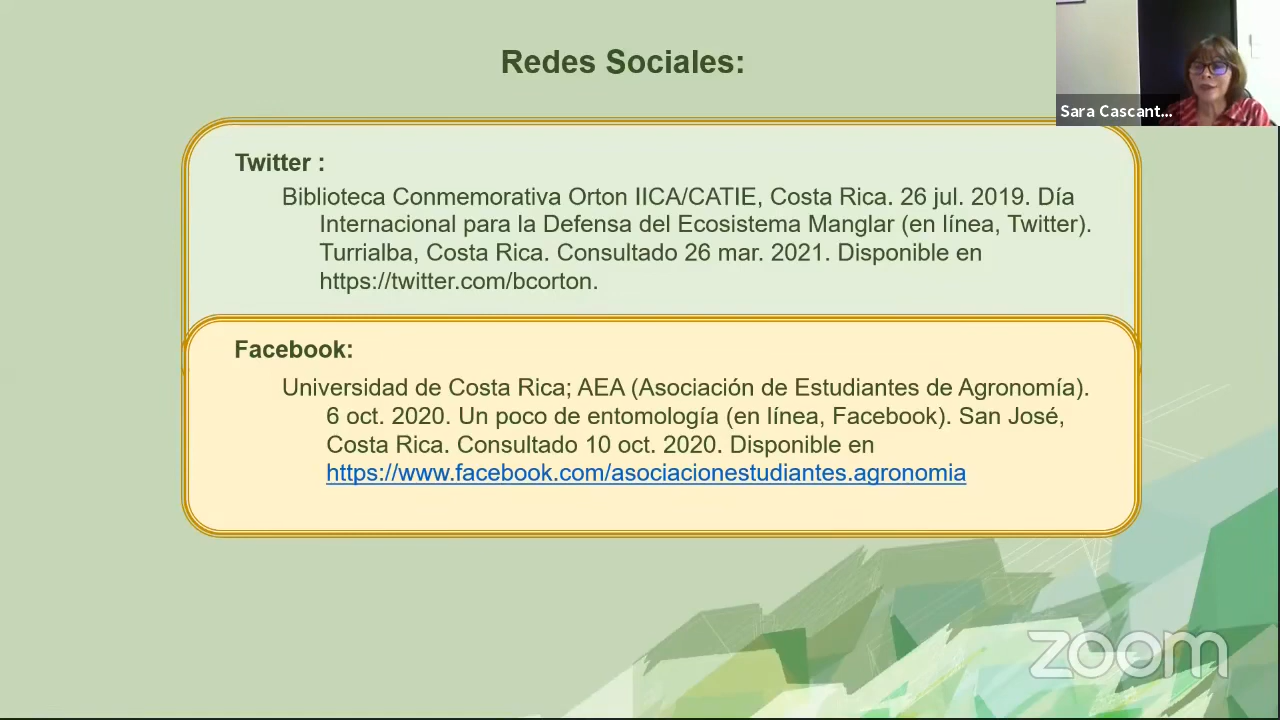 Redes Sociales:
Sara Cascant...
Twitter :
Biblioteca Conmemorativa Orton IICA/CATIE, Costa Rica. 26 jul. 2019. Día
Internacional para la Defensa del Ecosistema Manglar (en línea, Twitter).
Turrialba, Costa Rica. Consultado 26 mar. 2021. Disponible en
https://twitter.com/bcorton.
Facebook:
Universidad de Costa Rica; AEA (Asociación de Estudiantes de Agronomía).
6 oct. 2020. Un poco de entomología (en línea, Facebook). San José,
Costa Rica. Consultado 10 oct. 2020. Disponible en
https://www.facebook.com/asociacionestudiantes.agronomia
zoom